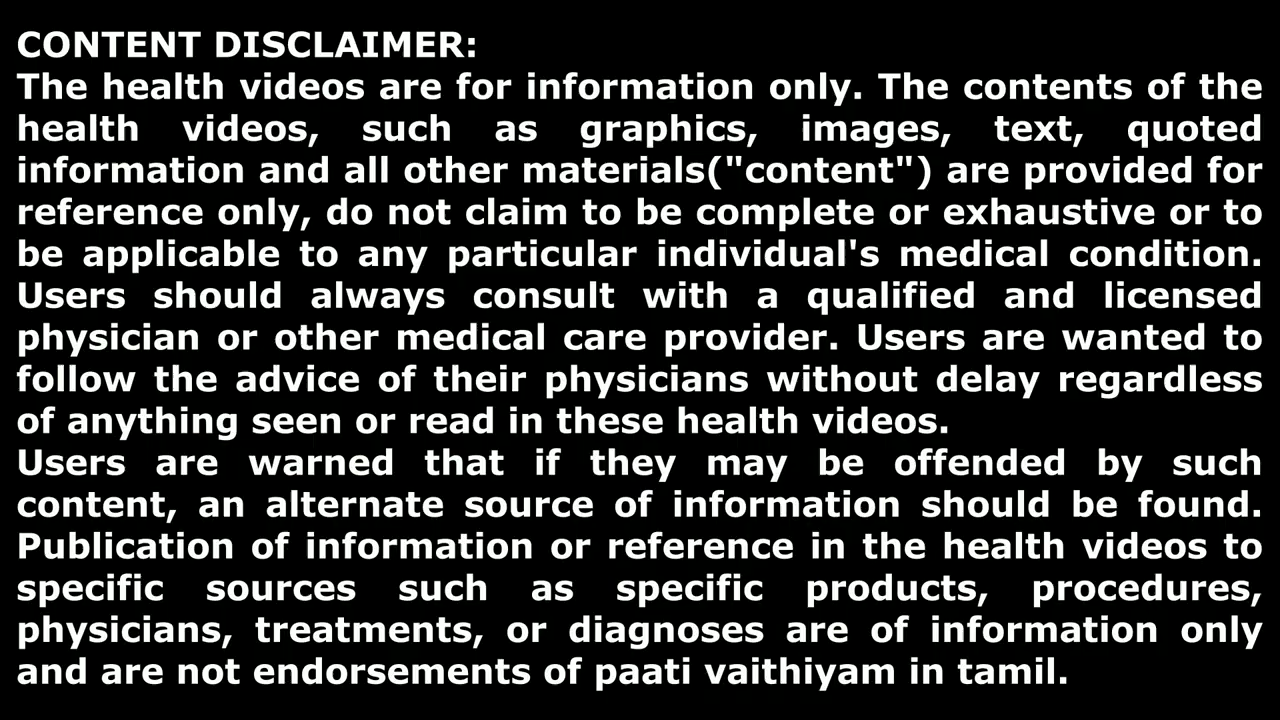 CONTENT DISCLAIMER:
The health videos are for information only. The contents of the
health videos, such as graphics, images, text, quoted
information and all other materials("content") are provided for
reference only, do not claim to be complete or exhaustive or to
be applicable to any particular individual's medical condition.
Users should always consult with a qualified and licensed
physician or other medical care provider. Users are wanted to
follow the advice of their physicians without delay regardless
of anything seen or read in these health videos.
Users are warned that if they may be offended by such
content, an alternate source of information should be found.
Publication of information or reference in the health videos to
specific sources such as specific products, procedures,
physicians, treatments, or diagnoses are of information only
and are not endorsements of paati vaithiyam in tamil.